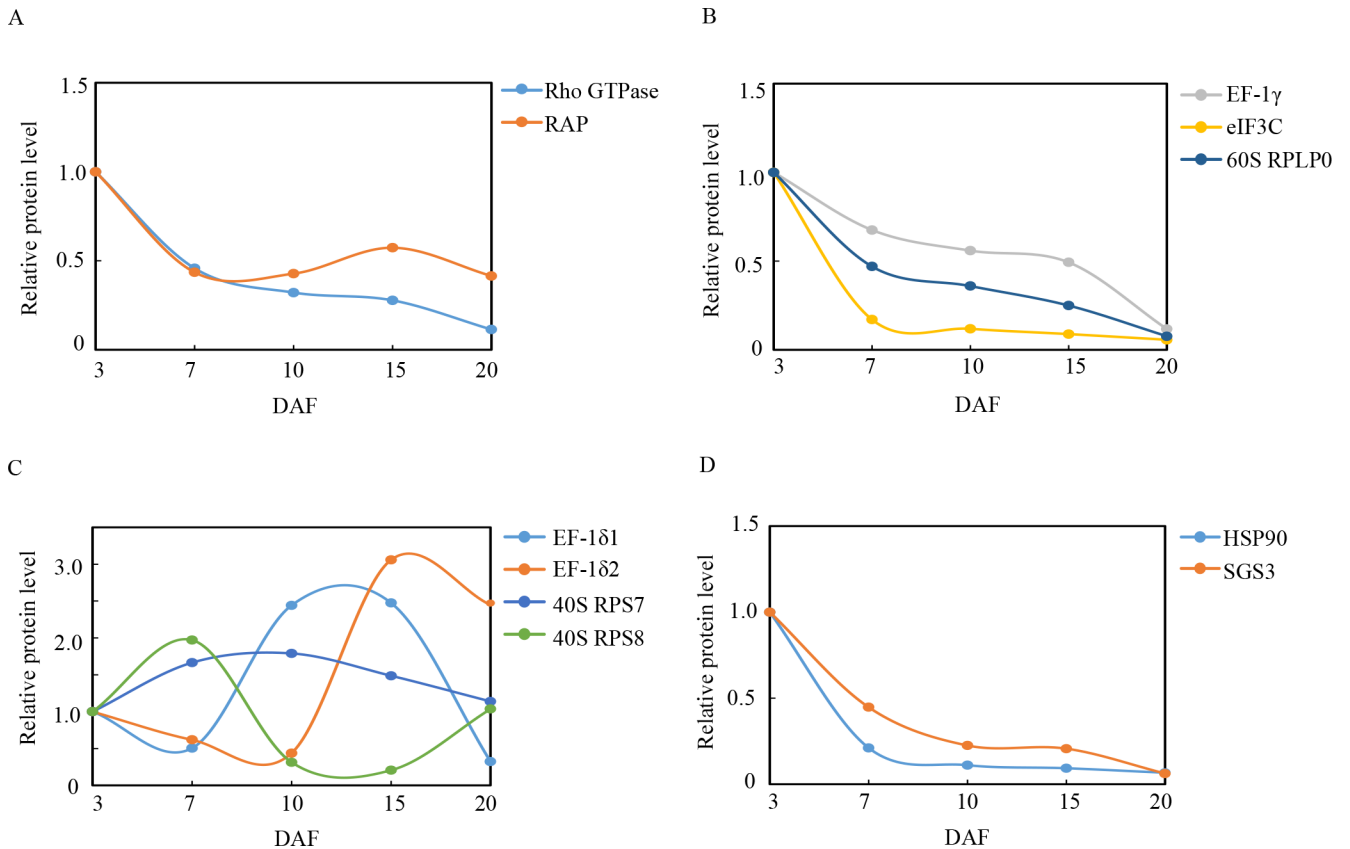 A
1.5
1.0
0.5
0
Relative protein level
3 7 10 15 20
DAF
Rho GTPase
RAP
B
1.5
1.0
0.5
0
Relative protein level
3 7 10 15 20
DAF
EF-1γ
eIF3C
60S RPLP0
C
3.0
2.0
1.0
0
Relative protein level
3 7 10 15 20
DAF
EF-1δ1
EF-1δ2
40S RPS7
40S RPS8
D
1.5
1.0
0.5
0
Relative protein level
3 7 10 15 20
DAF
HSP90
SGS3